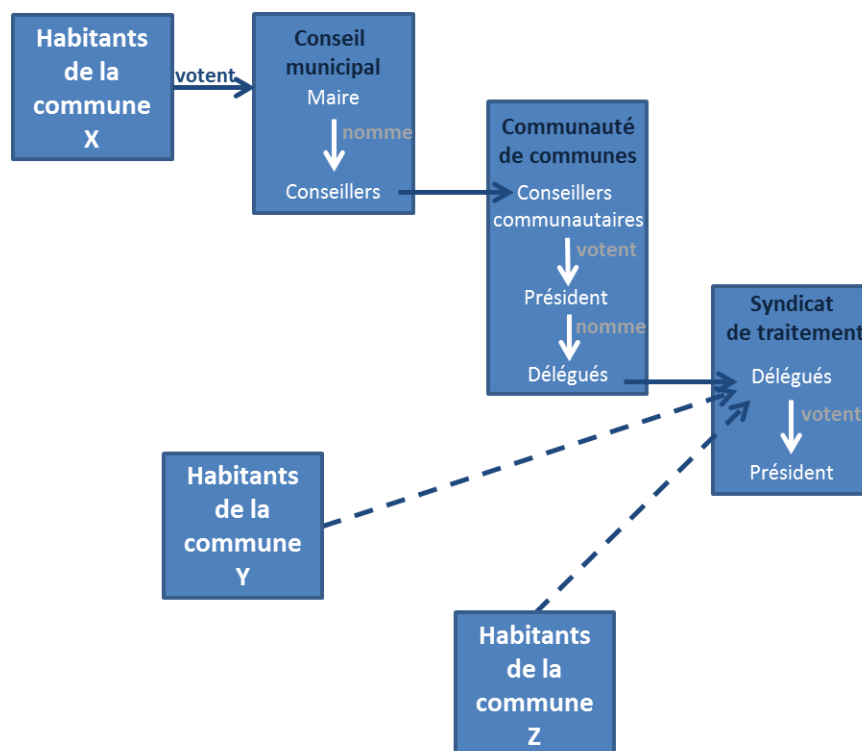 Habitants
de la
commune
X
votent
Conseil
municipal
Maire
nomme
Conseillers
Communauté
de communes
Conseillers
communautaires
votent
Président
nomme
Délégués
Syndicat
de traitement
Délégués
votent
Président
Habitants
de la
commune
Y
Habitants
de la
commune
Z